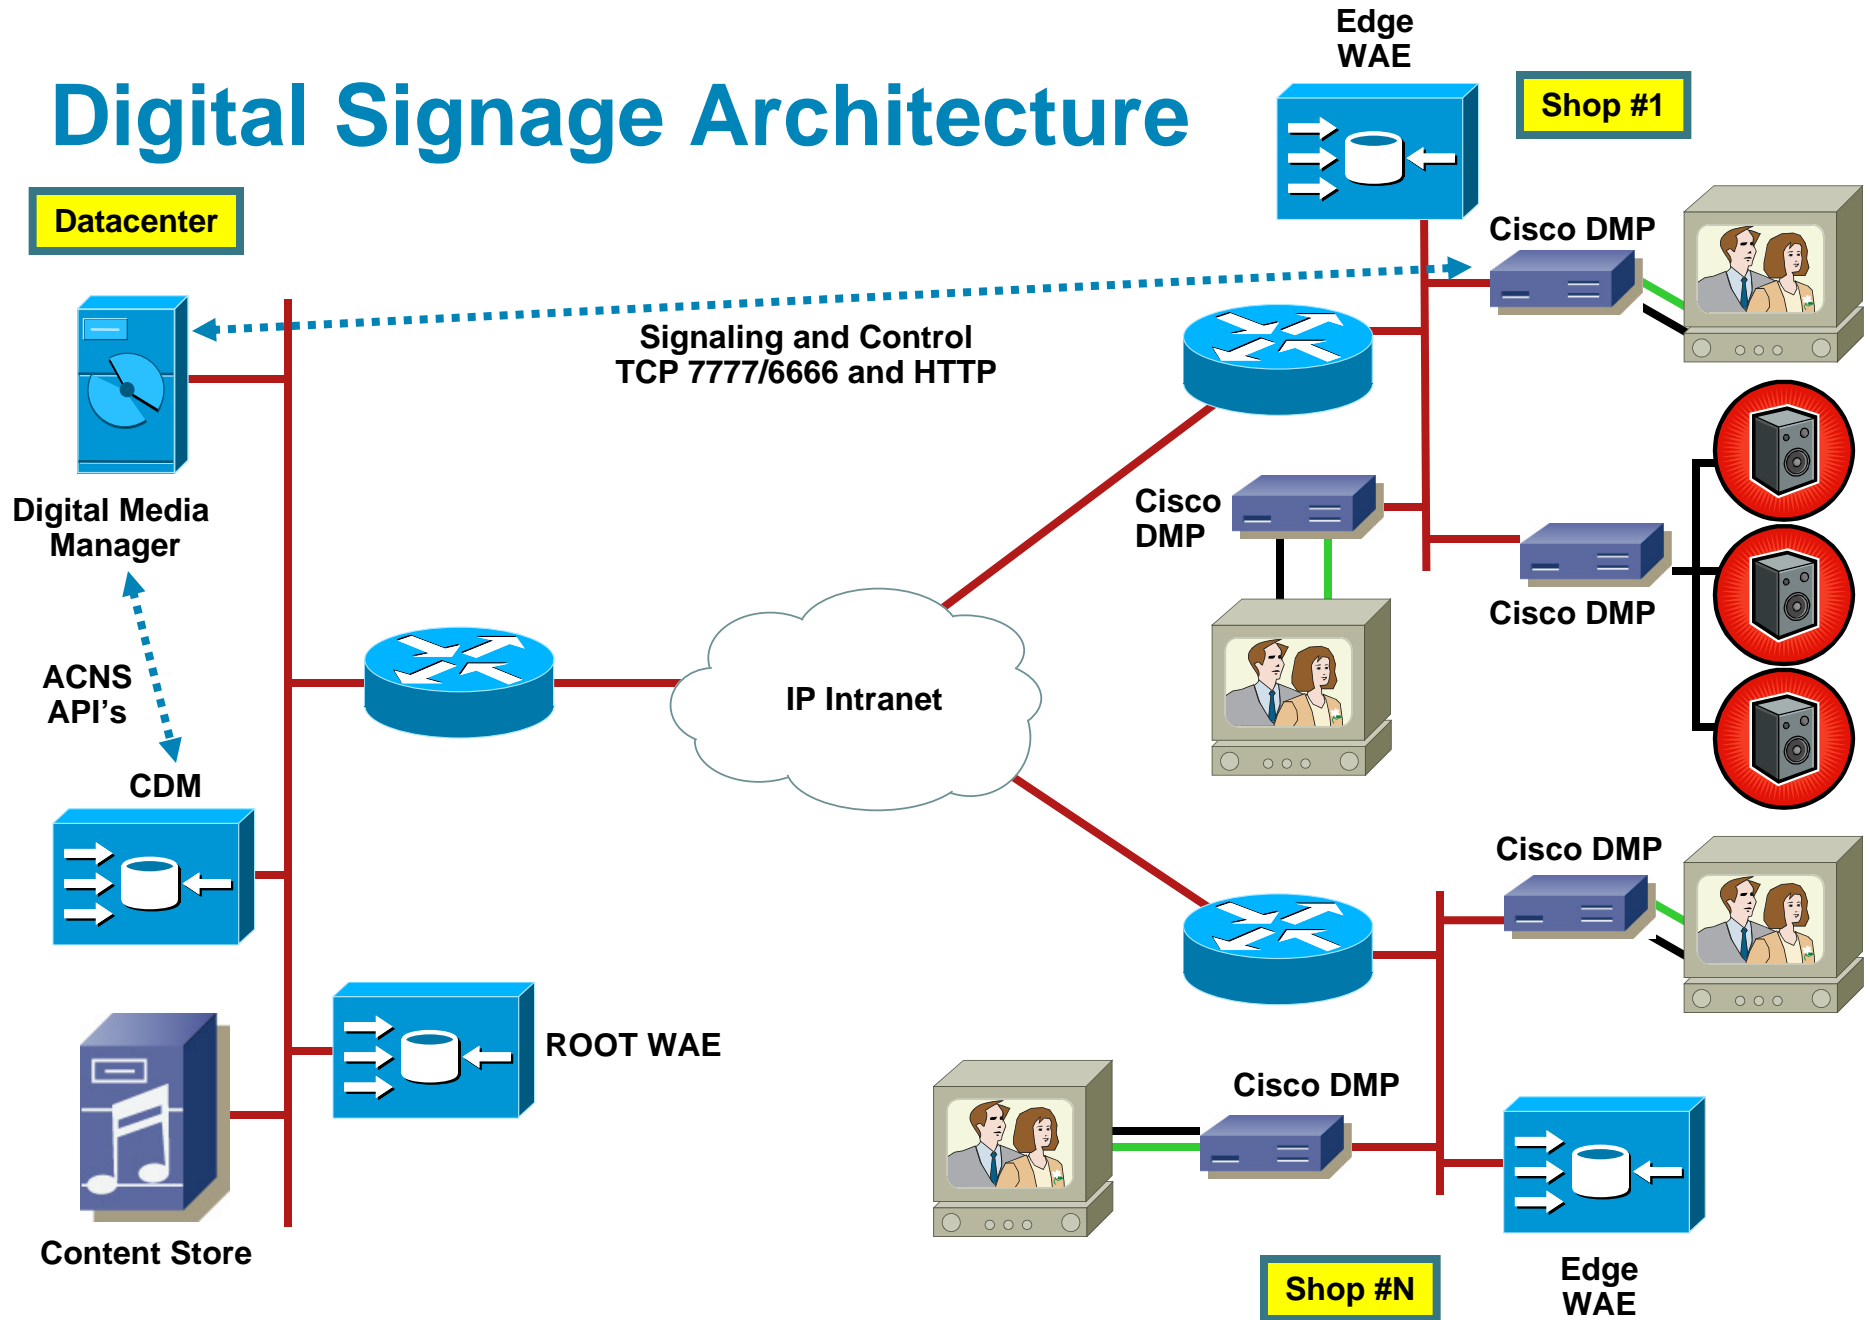 Digital Signage Architecture
Edge
WAE
Shop #1
Datacenter
Cisco DMP
Signaling and Control
TCP 7777/6666 and HTTP
Digital Media
Manager
Cisco
DMP
Cisco DMP
ACNS
API's
IP Intranet
CDM
Cisco DMP
ROOT WAE
Cisco DMP
Content Store
Shop #N
Edge
WAE